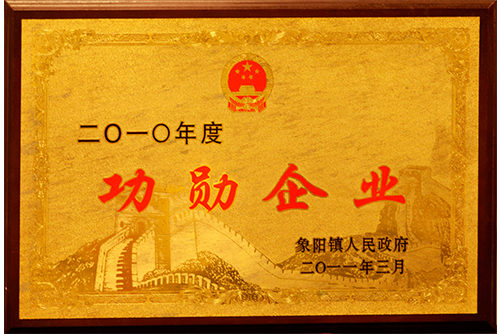 二〇一〇年度
功勋企业
象阳镇人民政府
二〇一一年三月